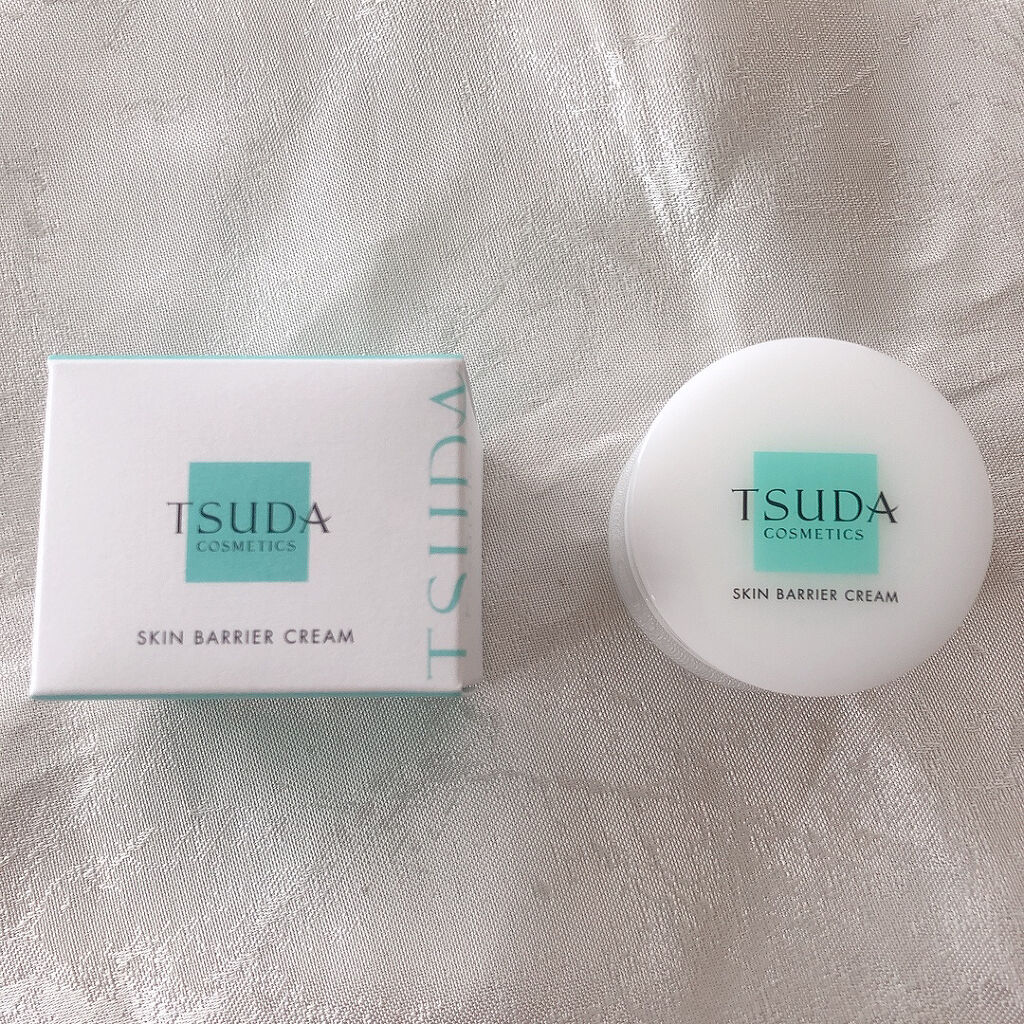 TSUDA
COSMETICS
SKIN BARRIER CREAM
TSUDA
TSUDA
COSMETICS
SKIN BARRIER CREAM